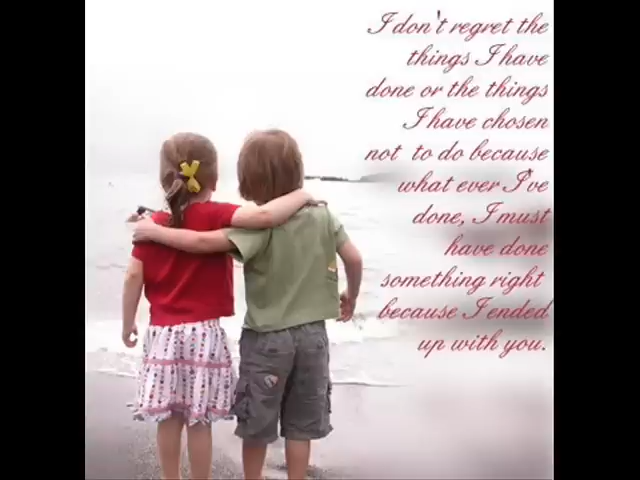 I don't regret the
things I have
done or the things
I have chosen
not to do because
what ever I've
done, I must
have done
something right
because I ended
up with you.